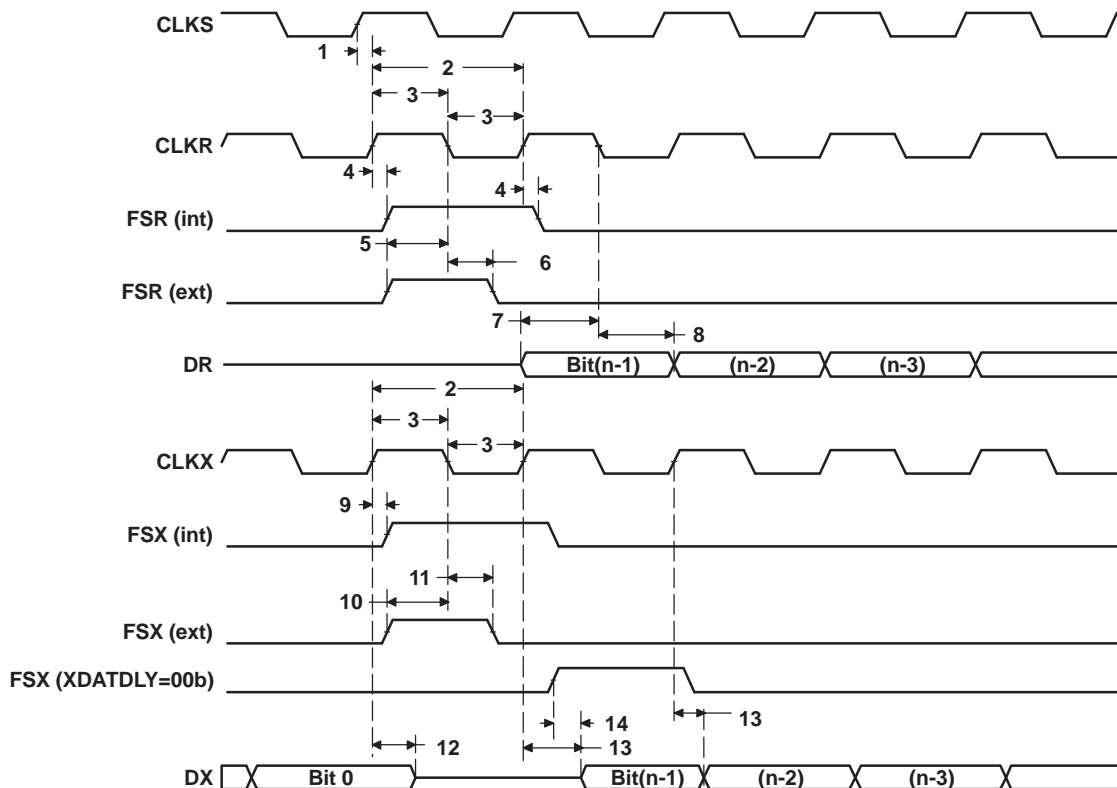 CLKS
1
2
3
3
CLKR
4
4
FSR (int)
5
6
FSR (ext)
7
8
DR Bit(n-1) (n-2) (n-3)
2
3
3
CLKX
9
FSX (int)
11
10
FSX (ext)
FSX (XDATDLY=00b)
14
13
12
13
DX Bit 0 Bit(n-1) (n-2) (n-3)